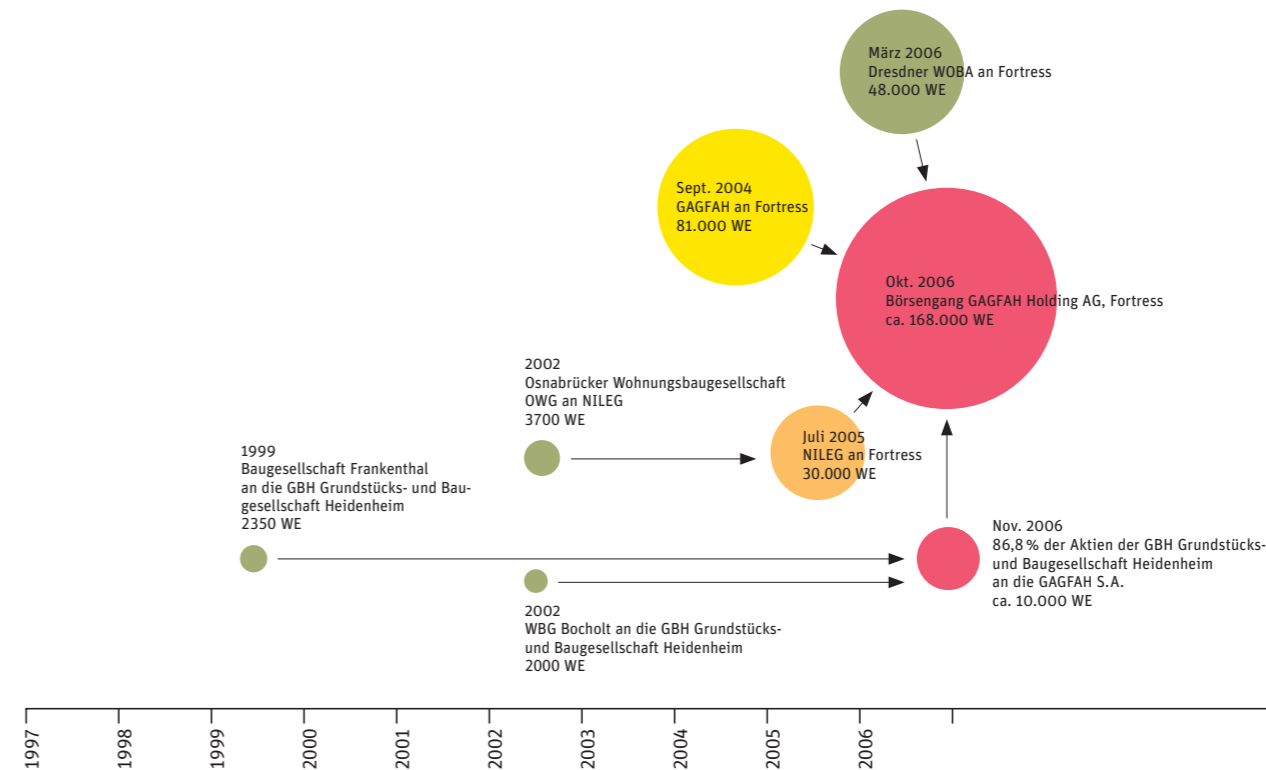 März 2006
Dresdner WOBA an Fortress
48.000 WE
Sept. 2004
GAGFAH an Fortress
81.000 WE
Okt. 2006
Börsengang GAGFAH Holding AG, Fortress
ca. 168.000 WE
2002
Osnabrücker Wohnungsbaugesellschaft
OWG an NILEG
3700 WE
Juli 2005
NILEG an Fortress
30.000 WE
1999
Baugesellschaft Frankenthal
an die GBH Grundstücks- und Bau-
gesellschaft Heidenheim
2350 WE
Nov. 2006
86,8 % der Aktien der GBH Grundstücks-
und Baugesellschaft Heidenheim
an die GAGFAH S.A.
ca. 10.000 WE
2002
WBG Bocholt an die GBH Grundstücks-
und Baugesellschaft Heidenheim
2000 WE
1997
1998
1999
2000
2001
2002
2003
2004
2005
2006